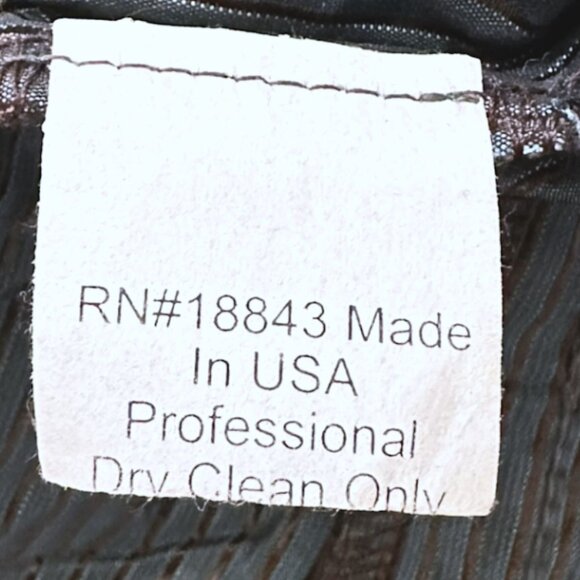 RN#18843 Made
In USA
Professional
Dry Clean Only